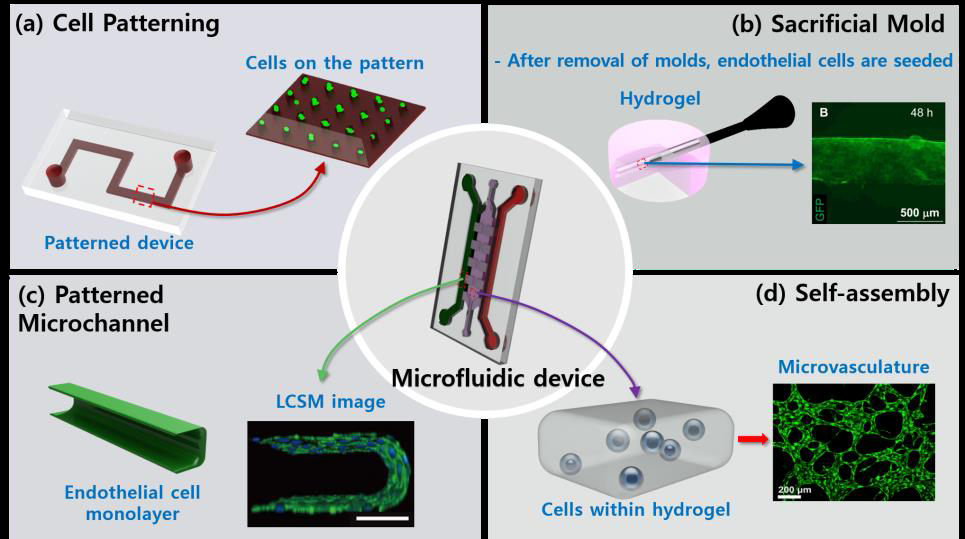 (a) Cell Patterning
Cells on the pattern
Patterned device
(b) Sacrificial Mold
- After removal of molds, endothelial cells are seeded
Hydrogel
B
48 h
GFP
500 μm
Microfluidic device
(c) Patterned
Microchannel
LCSM image
Endothelial cell
monolayer
(d) Self-assembly
Microvasculature
200 μm
Cells within hydrogel